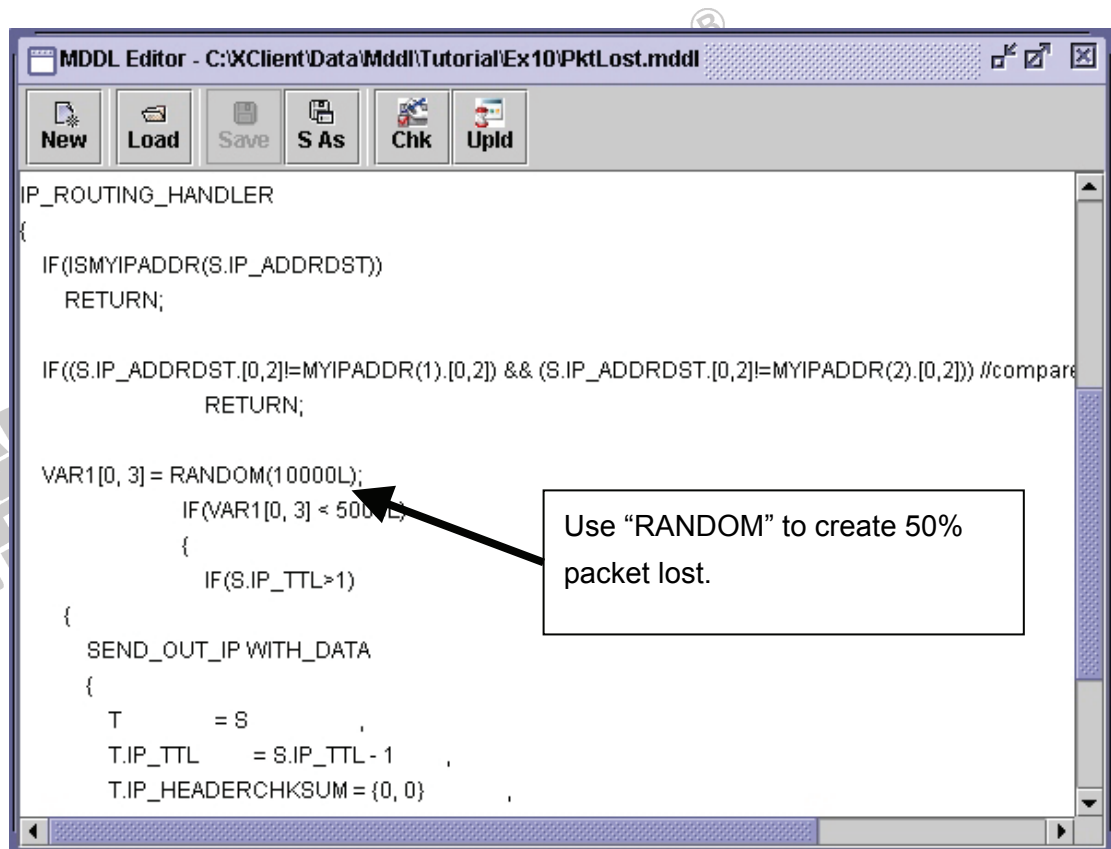 ®
MDDL Editor - C:\XClient\Data\Mddl\Tutorial\Ex10\PktLost.mddl
New Load Save S As Chk Upld
IP_ROUTING_HANDLER
{
IF(ISMYIPADDR(S.IP_ADDRDST))
RETURN;
IF((S.IP_ADDRDST.[0,2]!=MYIPADDR(1).[0,2]) && (S.IP_ADDRDST.[0,2]!=MYIPADDR(2).[0,2])) //compare
RETURN;
VAR1[0, 3] = RANDOM(10000L);
IF(VAR1[0, 3] <
{
IF(S.IP_TTL>1)
{
SEND_OUT_IP WITH_DATA
{
T = S ,
T.IP_TTL = S.IP_TTL - 1 ,
T.IP_HEADERCHKSUM = {0, 0} ,
Use “RANDOM” to create 50%
packet lost.